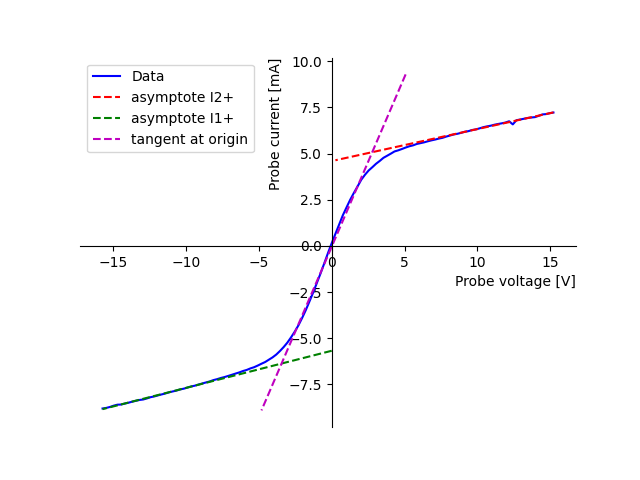 Data
asymptote I2+
asymptote I1+
tangent at origin
Probe current [mA]
10.0
7.5
5.0
2.5
0.0
−2.5
−5.0
−7.5
−15 −10 −5 0 5 10 15
Probe voltage [V]